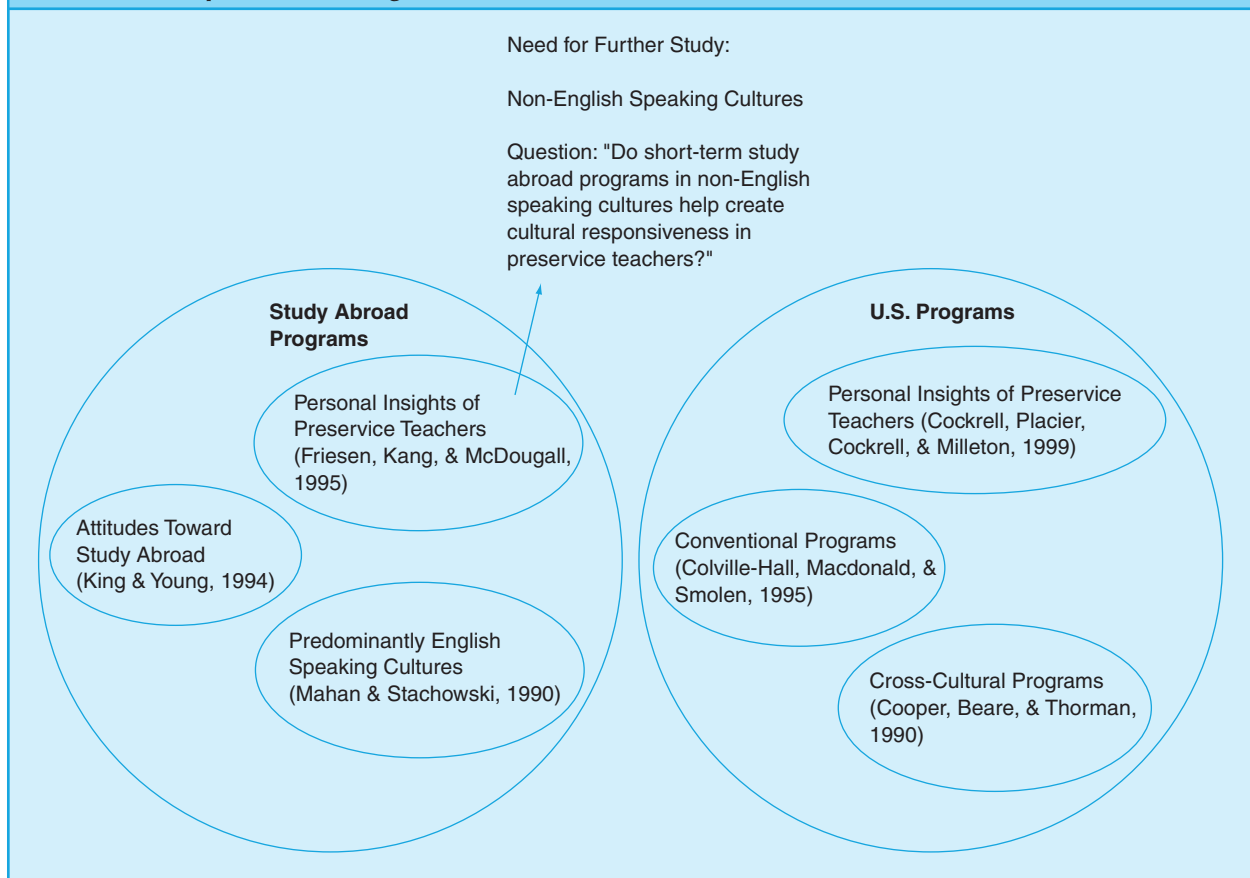 Need for Further Study:
Non-English Speaking Cultures
Question: "Do short-term study
abroad programs in non-English
speaking cultures help create
cultural responsiveness in
preservice teachers?"
Study Abroad
Programs
Personal Insights of
Preservice Teachers
(Friesen, Kang, & McDougall,
1995)
Attitudes Toward
Study Abroad
(King & Young, 1994)
Predominantly English
Speaking Cultures
(Mahan & Stachowski, 1990)
U.S. Programs
Personal Insights of Preservice
Teachers (Cockrell, Placier,
Cockrell, & Milleton, 1999)
Conventional Programs
(Colville-Hall, Macdonald, &
Smolen, 1995)
Cross-Cultural Programs
(Cooper, Beare, & Thorman,
1990)